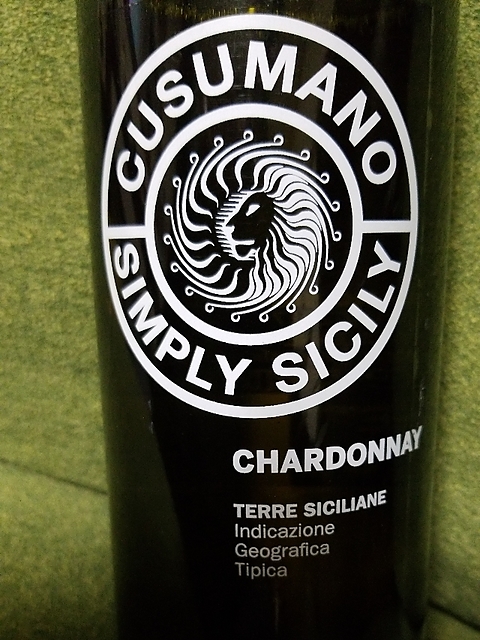 CUSUMANO
SIMPLY SICILY
CHARDONNAY
TERRE SICILIANE
Indicazione
Geografica
Tipica